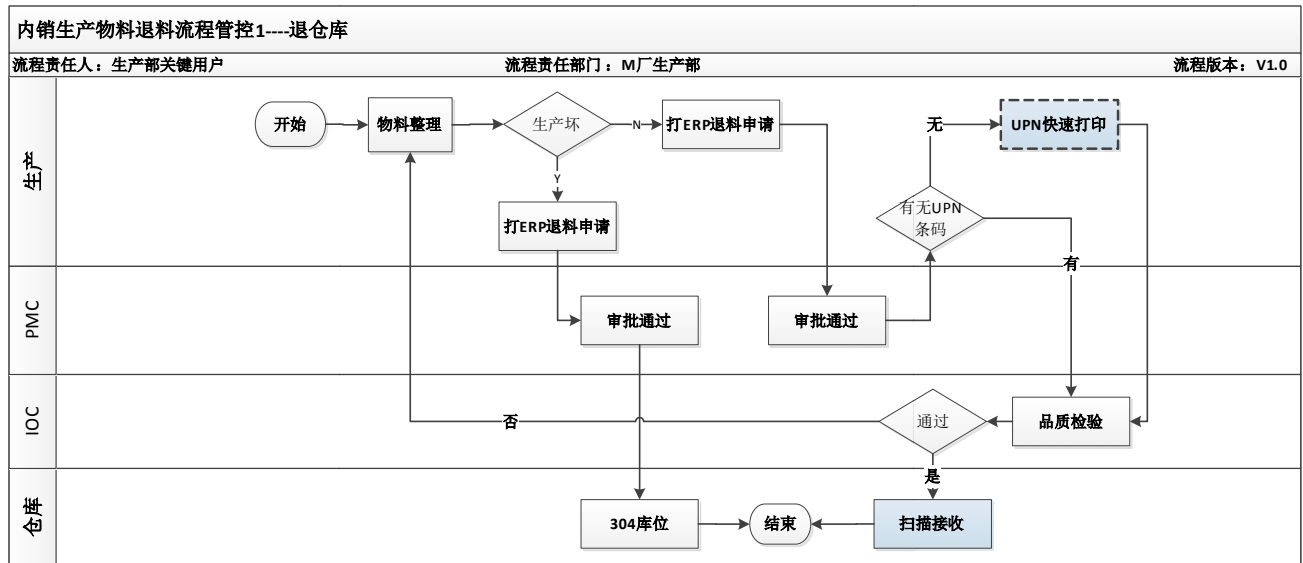 内销生产物料退料流程管控1----退仓库
流程责任人：生产部关键用户
流程责任部门：M厂生产部
流程版本：V1.0
生产
开始
物料整理
生产坏
N
打ERP退料申请
无
UPN快速打印
Y
打ERP退料申请
有无UPN
条码
有
PMC
审批通过
审批通过
IOC
否
通过
品质检验
是
仓库
304库位
结束
扫描接收